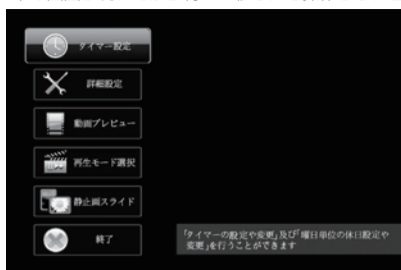 タイマー設定
詳細設定
動画プレビュー
再生モード選択
静止画スライド
終了
「タイマーの設定や変更」及び「曜日単位の休日設定や
変更」を行うことができます